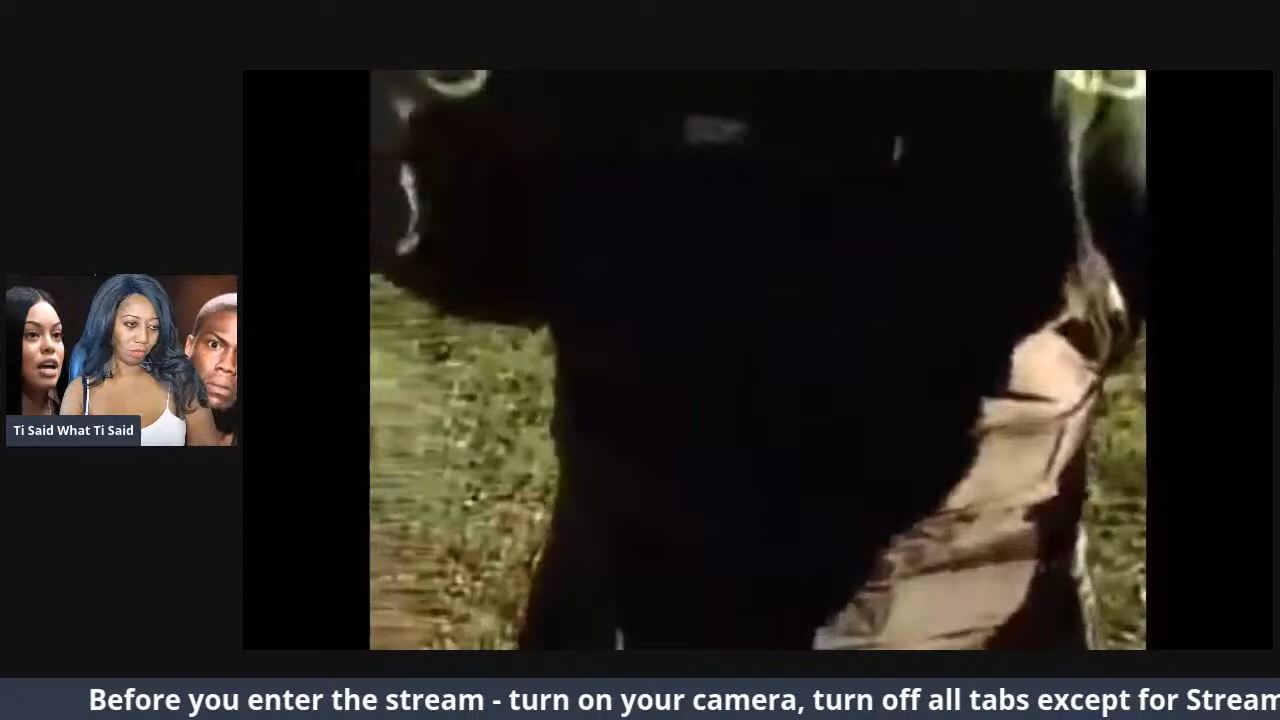 Ti Said What Ti Said
Before you enter the stream - turn on your camera, turn off all tabs except for Stream